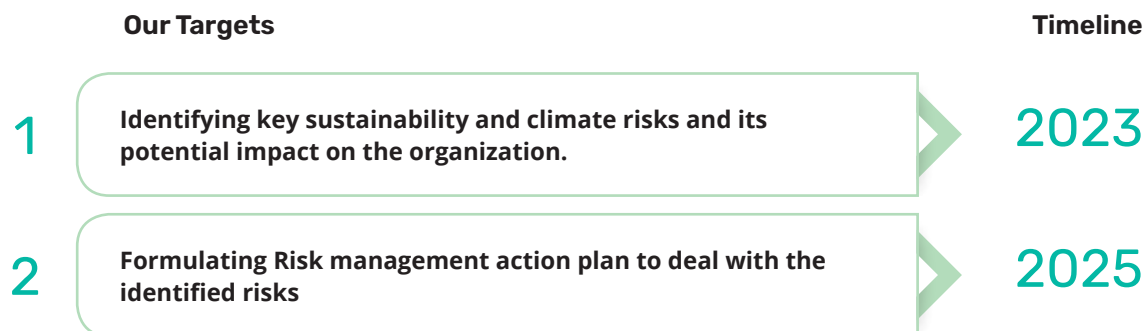 Our Targets Timeline
1 Identifying key sustainability and climate risks and its
potential impact on the organization. 2023
2 Formulating Risk management action plan to deal with the
identified risks 2025